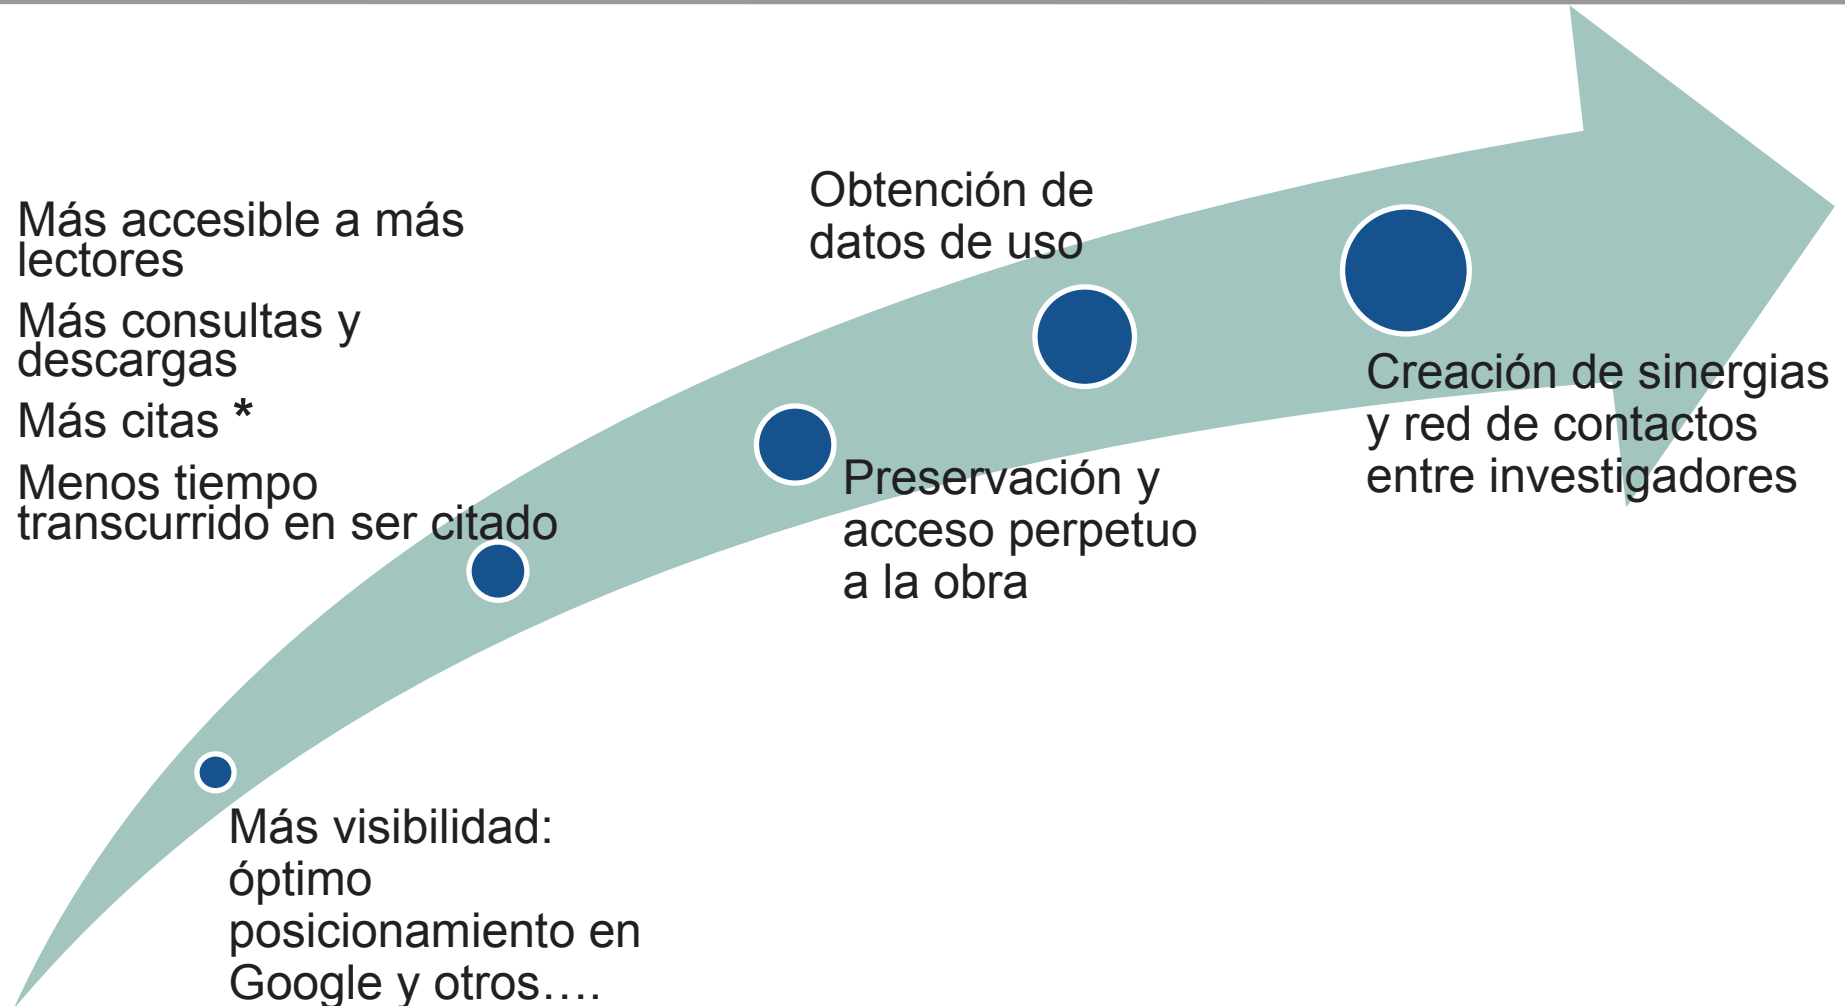 Más accesible a más
lectores
Más consultas y
descargas
Más citas *
Menos tiempo
transcurrido en ser citado
Más visibilidad:
óptimo
posicionamiento en
Google y otros….
Obtención de
datos de uso
Preservación y
acceso perpetuo
a la obra
Creación de sinergias
y red de contactos
entre investigadores